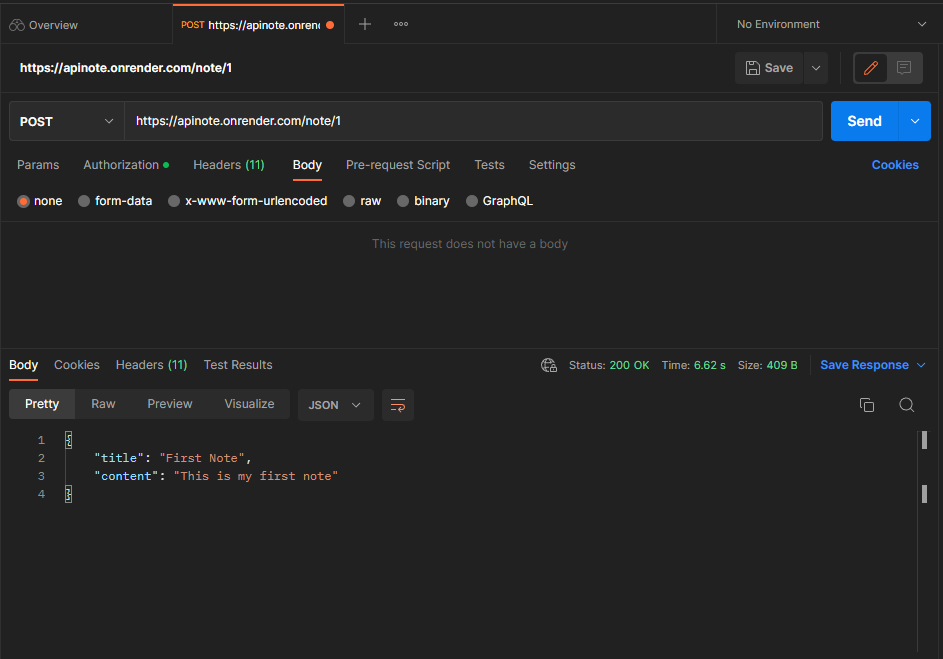 Overview
POST https://apinote.onren
No Environment
https://apinote.onrender.com/note/1
Save
POST
https://apinote.onrender.com/note/1
Send
Params Authorization Headers (11) Body Pre-request Script Tests Settings Cookies
none form-data x-www-form-urlencoded raw binary GraphQL
This request does not have a body
Body Cookies Headers (11) Test Results Status: 200 OK Time: 6.62 s Size: 409 B Save Response
Pretty Raw Preview Visualize JSON
1 {
2 "title": "First Note",
3 "content": "This is my first note"
4 }